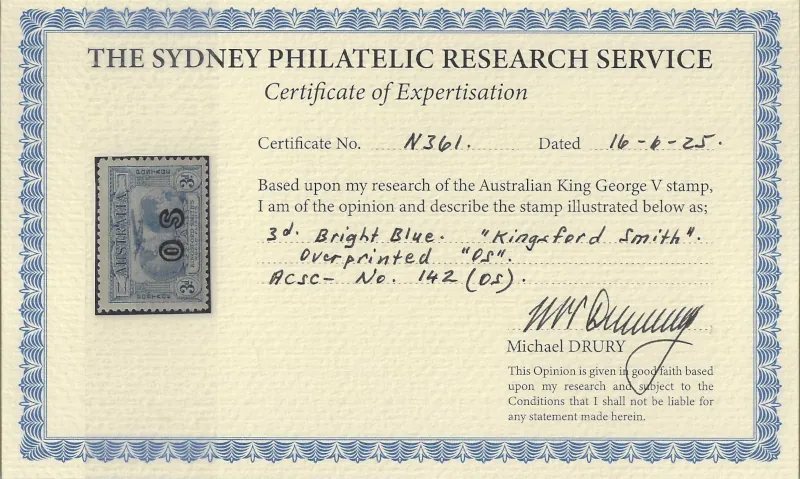 THE SYDNEY PHILATELIC RESEARCH SERVICE
Certificate of Expertisation
Certificate No. N361. Dated 16-6-25.
Based upon my research of the Australian King George V stamp,
I am of the opinion and describe the stamp illustrated below as;
3d. Bright Blue. "Kingsford Smith".
Overprinted "OS".
ACSC- No. 142 (OS).
Michael DRURY
This Opinion is given in good faith based
upon my research and subject to the
Conditions that I shall not be liable for
any statement made herein.
POSTAGE
3d
AUSTRALIA
OS
3d
POSTAGE